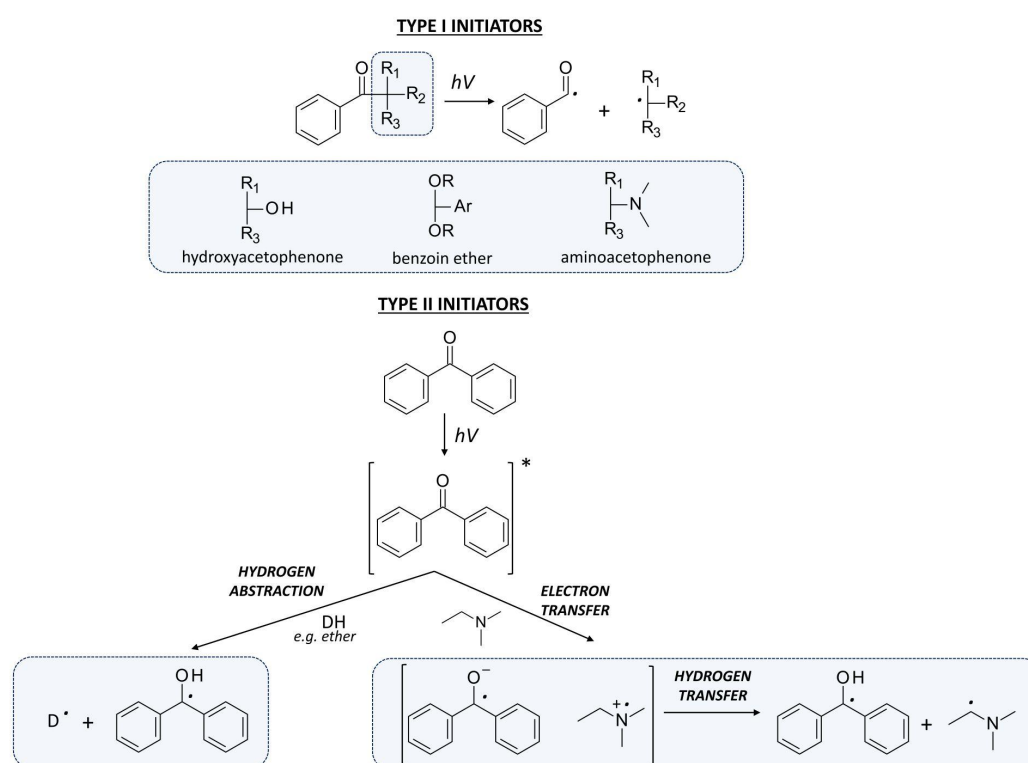 TYPE I INITIATORS
O
R1
R2
R3
hV
O
+
R1
R2
R3
R1
OH
R3
hydroxyacetophenone
OR
Ar
OR
benzoin ether
R1
N
R3
aminoacetophenone
TYPE II INITIATORS
O
hV
O
*
HYDROGEN
ABSTRACTION
DH
e.g. ether
N
ELECTRON
TRANSFER
D• +
OH
O−
+•
N
HYDROGEN
TRANSFER
OH
+
N